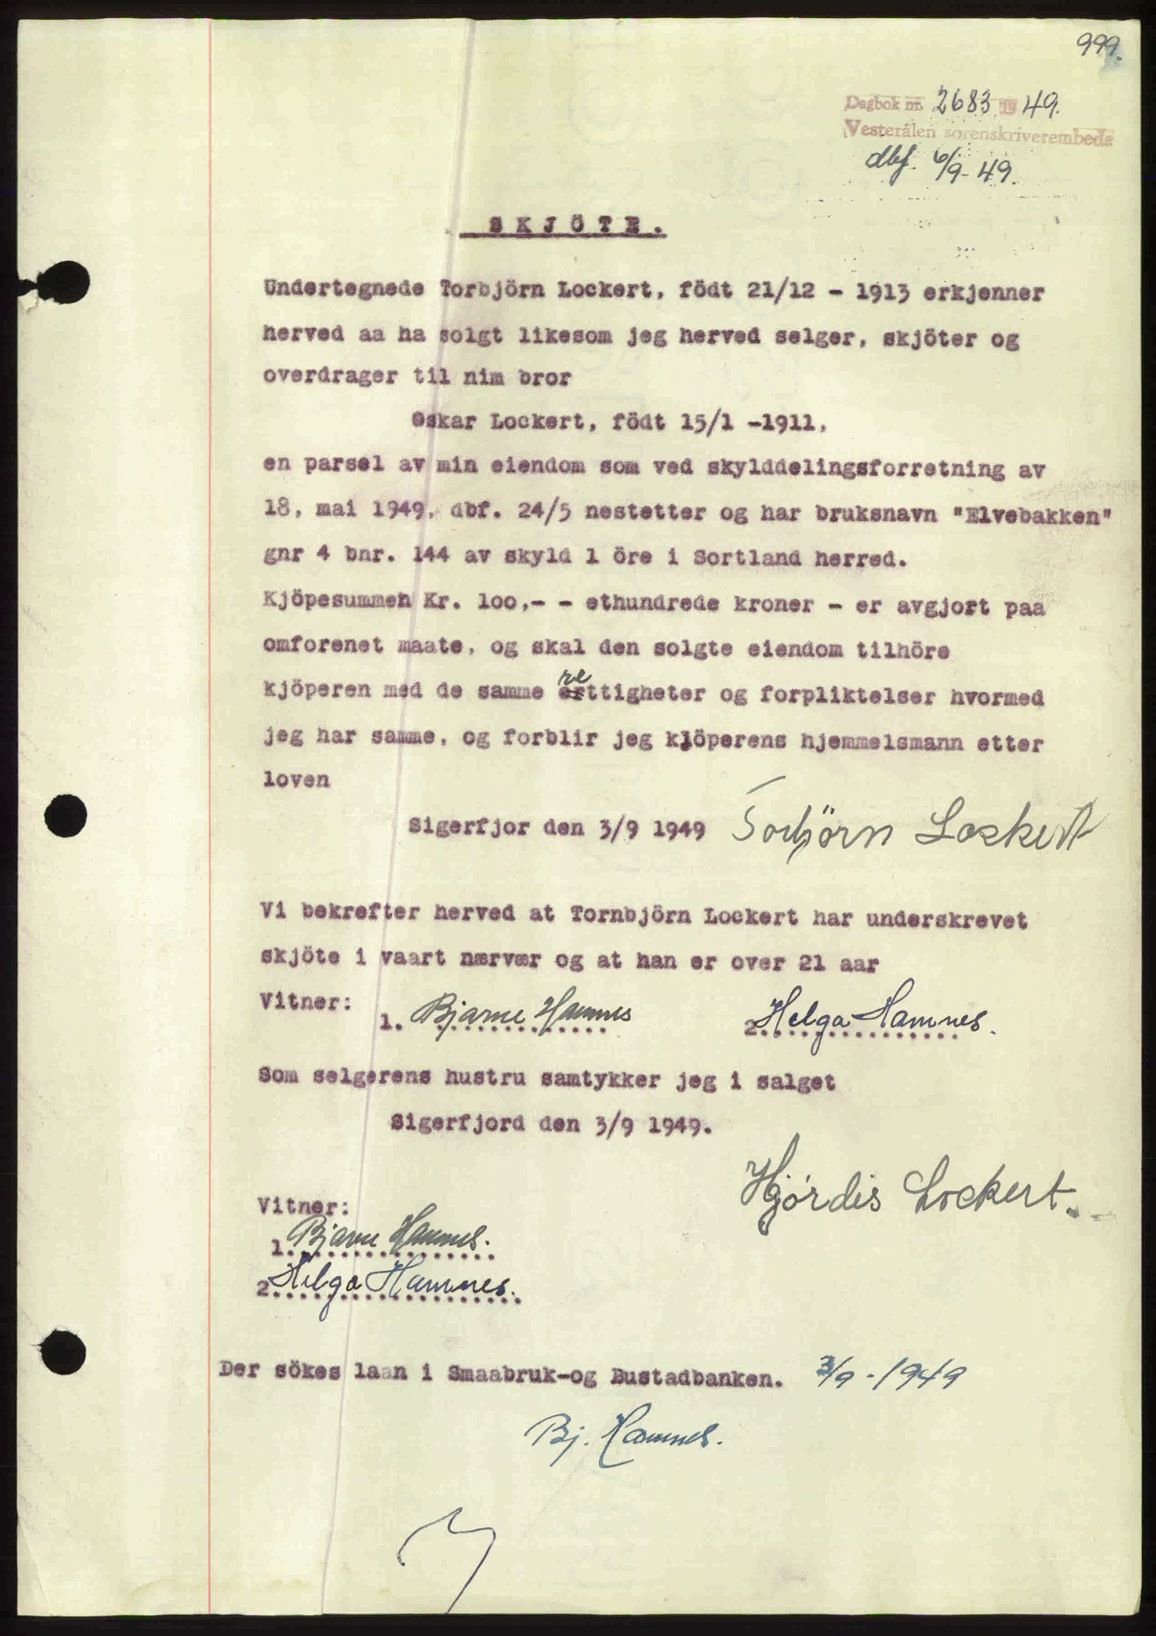 999.
Dagbok nr. 2683 19 49.
Vesterålen sorenskriverembede
dbf. 6/9-49.
SKJÖTE.
Undertegnede Torbjörn Lockert, födt 21/12 - 1913 erkjenner
herved aa ha solgt likesom jeg herved selger, skjöter og
overdrager til nim bror
Oskar Lockert, födt 15/1 -1911,
en parsel av min eiendom som ved skylddelingsforretning av
18, mai 1949, dbf. 24/5 nestetter og har bruksnavn "Elvebakken"
gnr 4 bnr. 144 av skyld 1 öre i Sortland herred.
Kjöpesummen Kr. 100,- - ethundrede kroner - er avgjort paa
omforenet maate, og skal den solgte eiendom tilhöre
re
kjöperen med de samme erttigheter og forpliktelser hvormed
jeg har samme, og forblir jeg kjöperens hjemmelsmann etter
loven
Sigerfjor den 3/9 1949 Torbjörn Lockert
Vi bekrefter herved at Tornbjörn Lockert har underskrevet
skjöte i vaart nærvær og at han er over 21 aar
Vitner: 1. Bjarne Hamnes 2. Helga Hamnes.
Som selgerens hustru samtykker jeg i salget
Sigerfjord den 3/9 1949.
Hjørdis Lockert.
Vitner:
1. Bjarne Hamnes.
2. Helga Hamnes.
Der sökes laan i Smaabruk-og Bustadbanken. 3/9-1949
Bj. Hamnes.